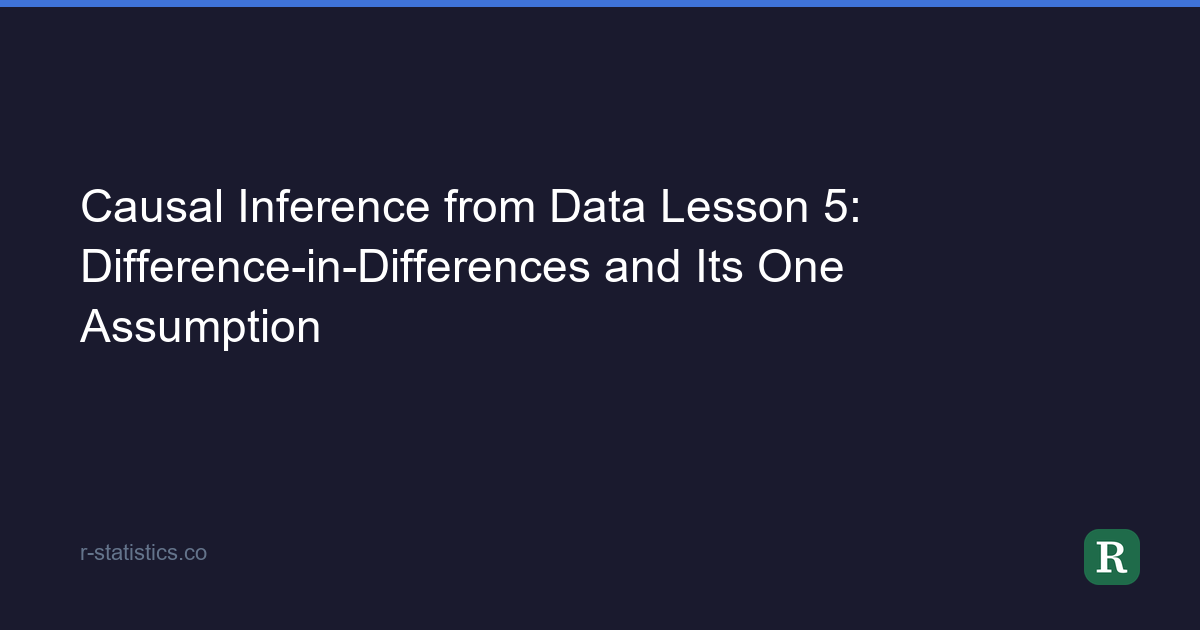 Causal Inference from Data Lesson 5:
Difference-in-Differences and Its One
Assumption
r-statistics.co
R